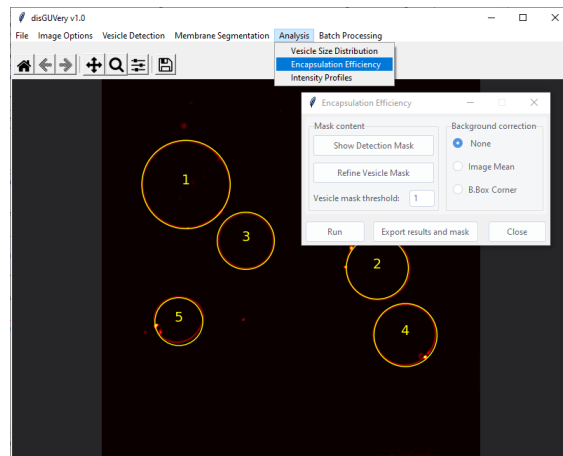 disGUVery v1.0
File Image Options Vesicle Detection Membrane Segmentation Analysis Batch Processing
Vesicle Size Distribution
Encapsulation Efficiency
Intensity Profiles
Encapsulation Efficiency
Mask content
Background correction
Show Detection Mask
None
Refine Vesicle Mask
Image Mean
Vesicle mask threshold: 1
B.Box Corner
Run Export results and mask Close
1
3
2
5
4